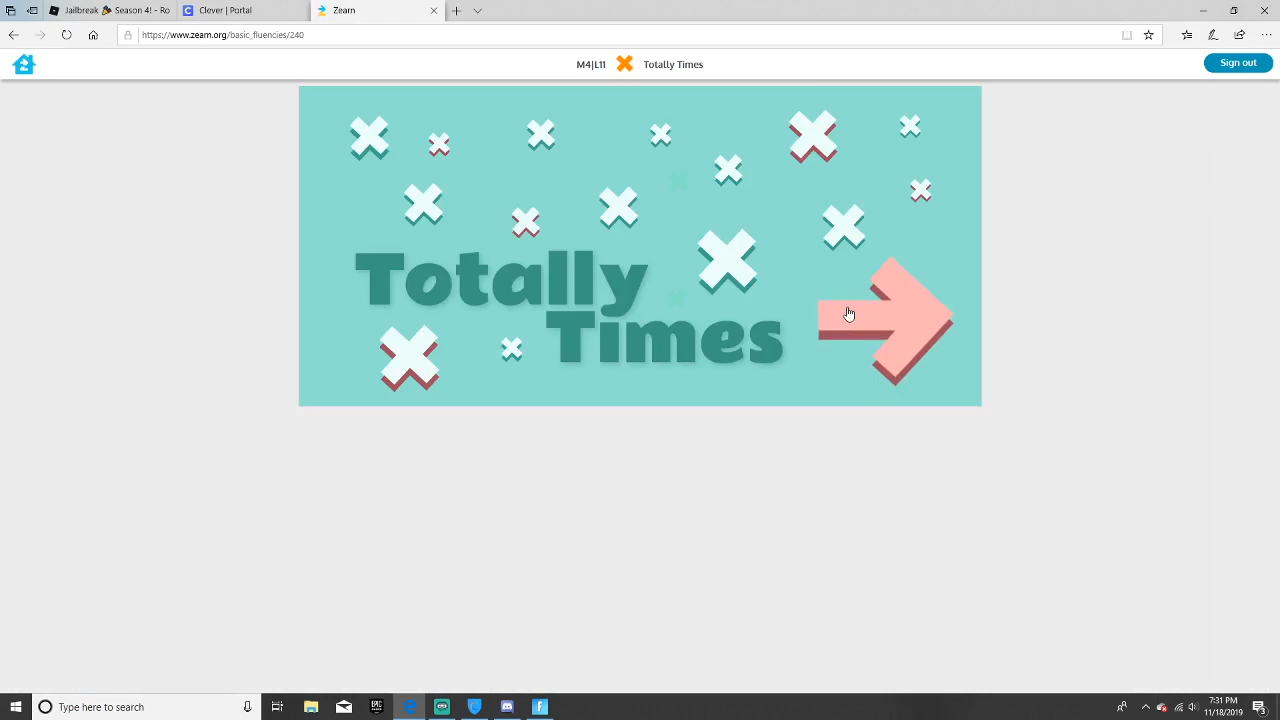 Jailbreak 🎉 Season 4! - Ro
Clever | Portal
Zearn
https://www.zearn.org/basic_fluencies/240
M4|L11 Totally Times
Sign out
Totally
Times
Type here to search
EPIC
7:31 PM
11/18/2019